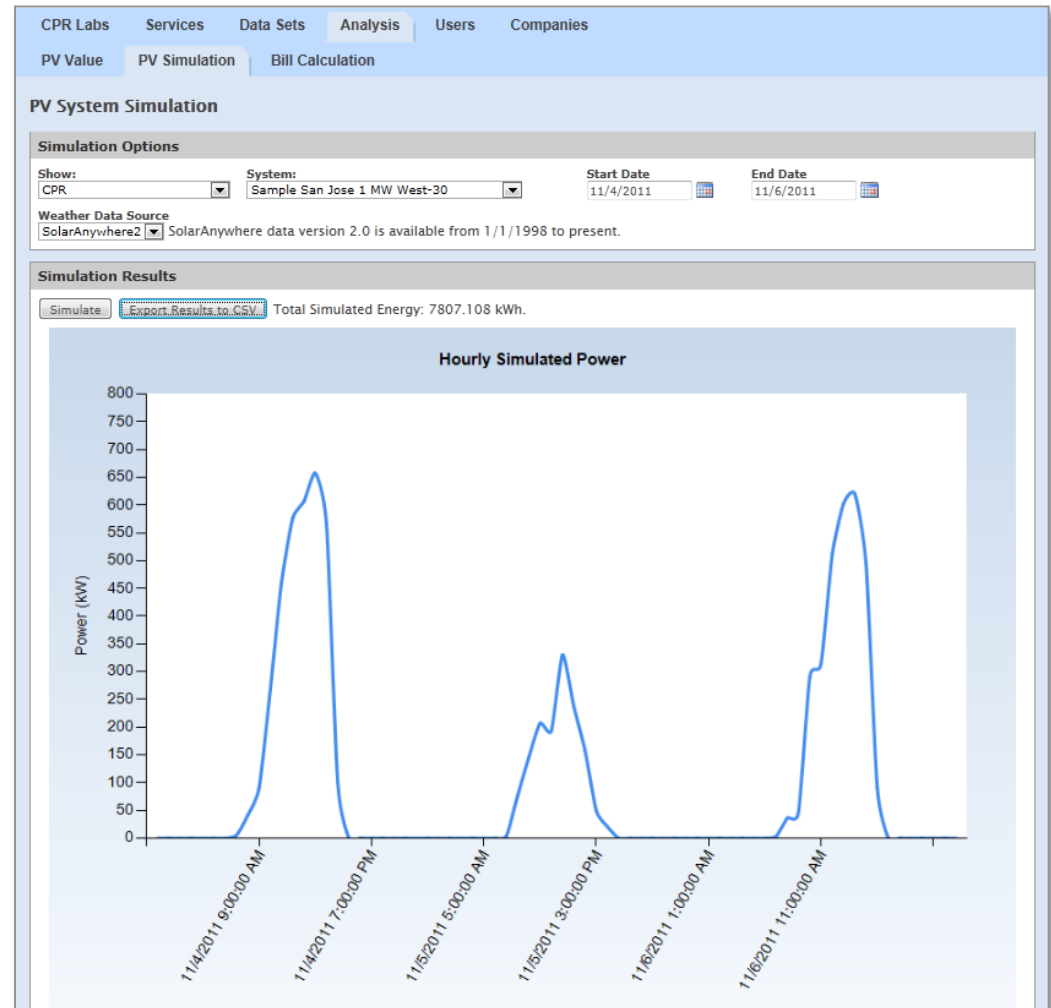 CPR Labs Services Data Sets Analysis Users Companies
PV Value PV Simulation Bill Calculation
PV System Simulation
Simulation Options
Show: System: Start Date End Date
CPR Sample San Jose 1 MW West-30 11/4/2011 11/6/2011
Weather Data Source
SolarAnywhere2 SolarAnywhere data version 2.0 is available from 1/1/1998 to present.
Simulation Results
Simulate Export Results to CSV Total Simulated Energy: 7807.108 kWh.
Hourly Simulated Power
800
750
700
650
600
550
500
450
400
350
300
250
200
150
100
50
0
Power (kW)
11/4/2011 9:00:00 AM
11/4/2011 7:00:00 PM
11/5/2011 5:00:00 AM
11/5/2011 3:00:00 PM
11/6/2011 1:00:00 AM
11/6/2011 11:00:00 AM